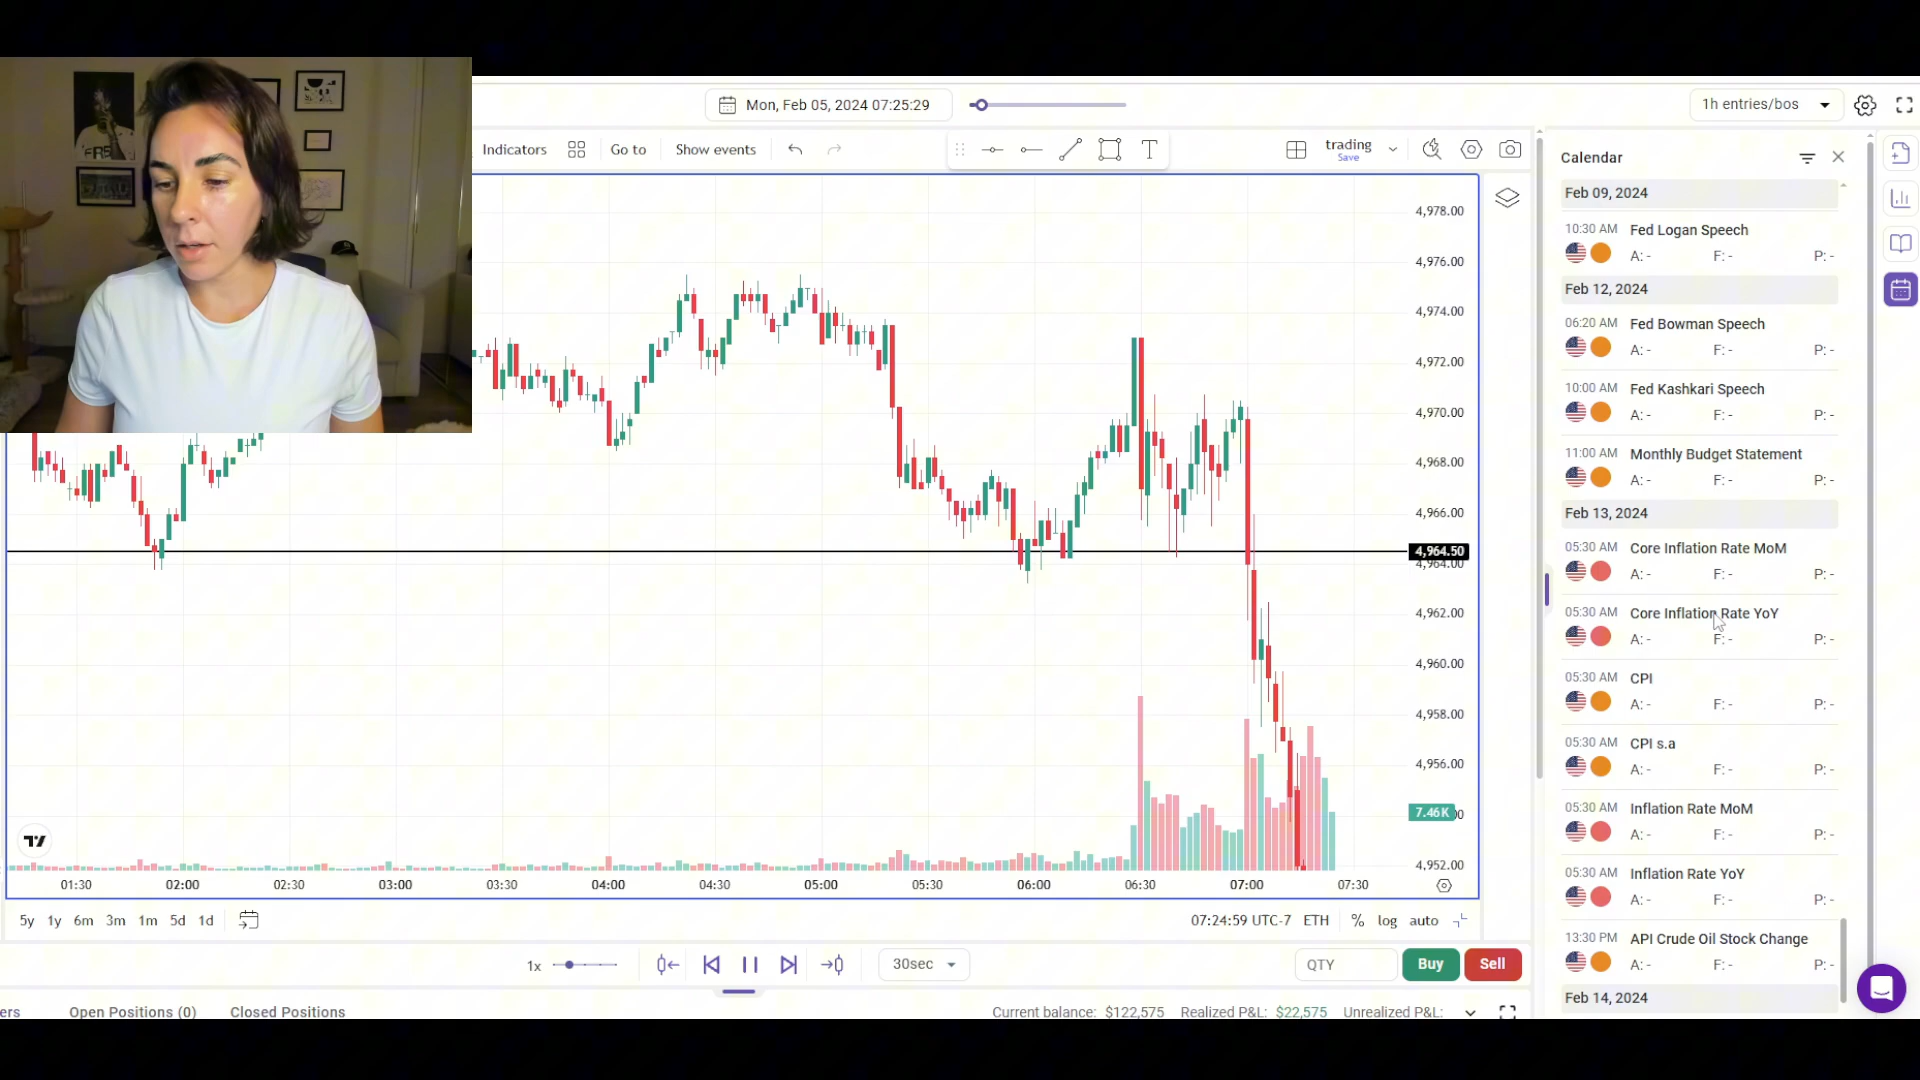 Mon, Feb 05, 2024 07:25:29
1h entries/bos
Indicators
Go to
Show events
T
trading
Save
Calendar
Feb 09, 2024
10:30 AM Fed Logan Speech
A: - F: - P: -
Feb 12, 2024
06:20 AM Fed Bowman Speech
A: - F: - P: -
10:00 AM Fed Kashkari Speech
A: - F: - P: -
11:00 AM Monthly Budget Statement
A: - F: - P: -
Feb 13, 2024
05:30 AM Core Inflation Rate MoM
A: - F: - P: -
05:30 AM Core Inflation Rate YoY
A: - F: - P: -
05:30 AM CPI
A: - F: - P: -
05:30 AM CPI s.a
A: - F: - P: -
05:30 AM Inflation Rate MoM
A: - F: - P: -
05:30 AM Inflation Rate YoY
A: - F: - P: -
13:30 PM API Crude Oil Stock Change
A: - F: - P: -
Feb 14, 2024
4,978.00
4,976.00
4,974.00
4,972.00
4,970.00
4,968.00
4,966.00
4,964.50
4,964.00
4,962.00
4,960.00
4,958.00
4,956.00
7.46K
4,952.00
01:30 02:00 02:30 03:00 03:30 04:00 04:30 05:00 05:30 06:00 06:30 07:00 07:30
5y 1y 6m 3m 1m 5d 1d
07:24:59 UTC-7 ETH % log auto
1x
30sec
QTY
Buy
Sell
ers Open Positions (0) Closed Positions
Current balance: $122,575 Realized P&L: $22,575 Unrealized P&L: